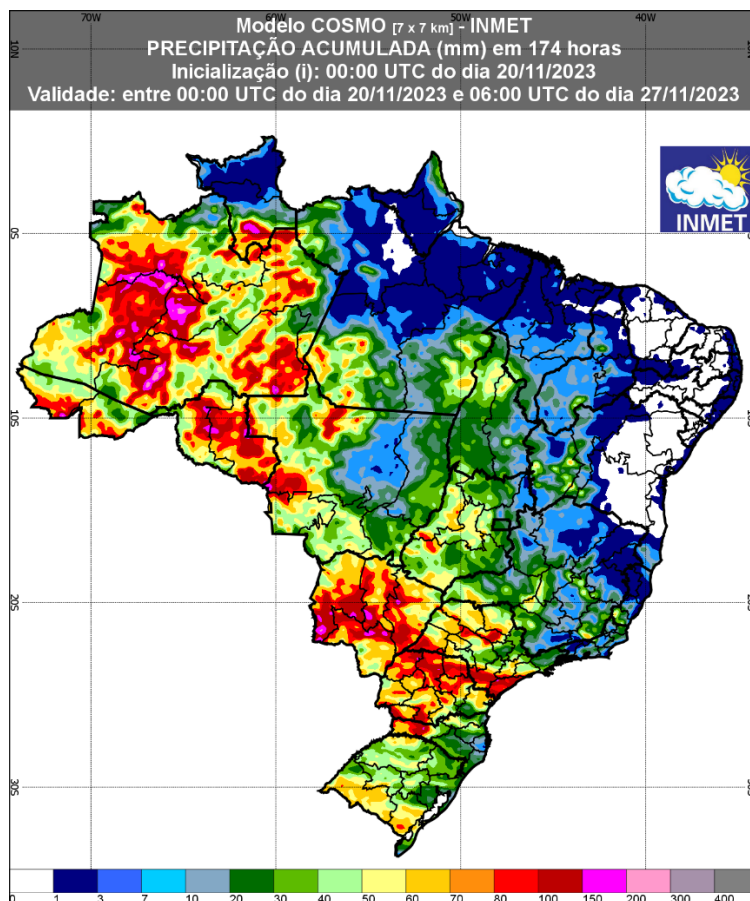 Modelo COSMO [7 x 7 km] - INMET
PRECIPITAÇÃO ACUMULADA (mm) em 174 horas
Inicialização (i): 00:00 UTC do dia 20/11/2023
Validade: entre 00:00 UTC do dia 20/11/2023 e 06:00 UTC do dia 27/11/2023
70W 60W 50W 40W
10N
INMET
0S
10S
20S 20S
30S
0 1 3 7 10 20 30 40 50 60 70 80 100 150 200 300 400